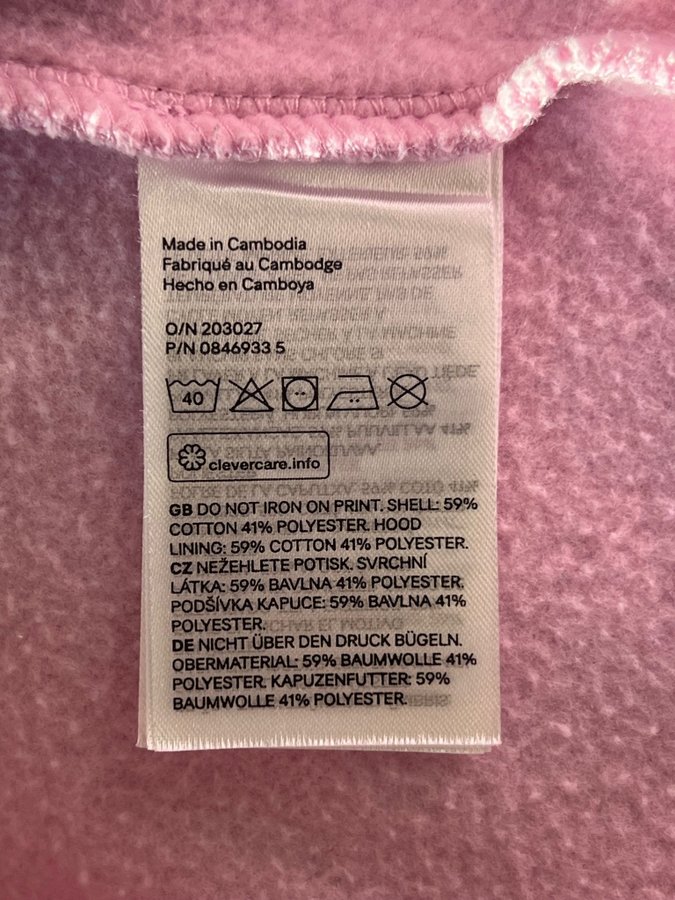 Made in Cambodia
Fabriqué au Cambodge
Hecho en Camboya
O/N 203027
P/N 0846933 5
40
clevercare.info
GB DO NOT IRON ON PRINT. SHELL: 59%
COTTON 41% POLYESTER. HOOD
LINING: 59% COTTON 41% POLYESTER.
CZ NEŽEHLETE POTISK. SVRCHNÍ
LÁTKA: 59% BAVLNA 41% POLYESTER.
PODŠÍVKA KAPUCE: 59% BAVLNA 41%
POLYESTER.
DE NICHT ÜBER DEN DRUCK BÜGELN.
OBERMATERIAL: 59% BAUMWOLLE 41%
POLYESTER. KAPUZENFUTTER: 59%
BAUMWOLLE 41% POLYESTER.